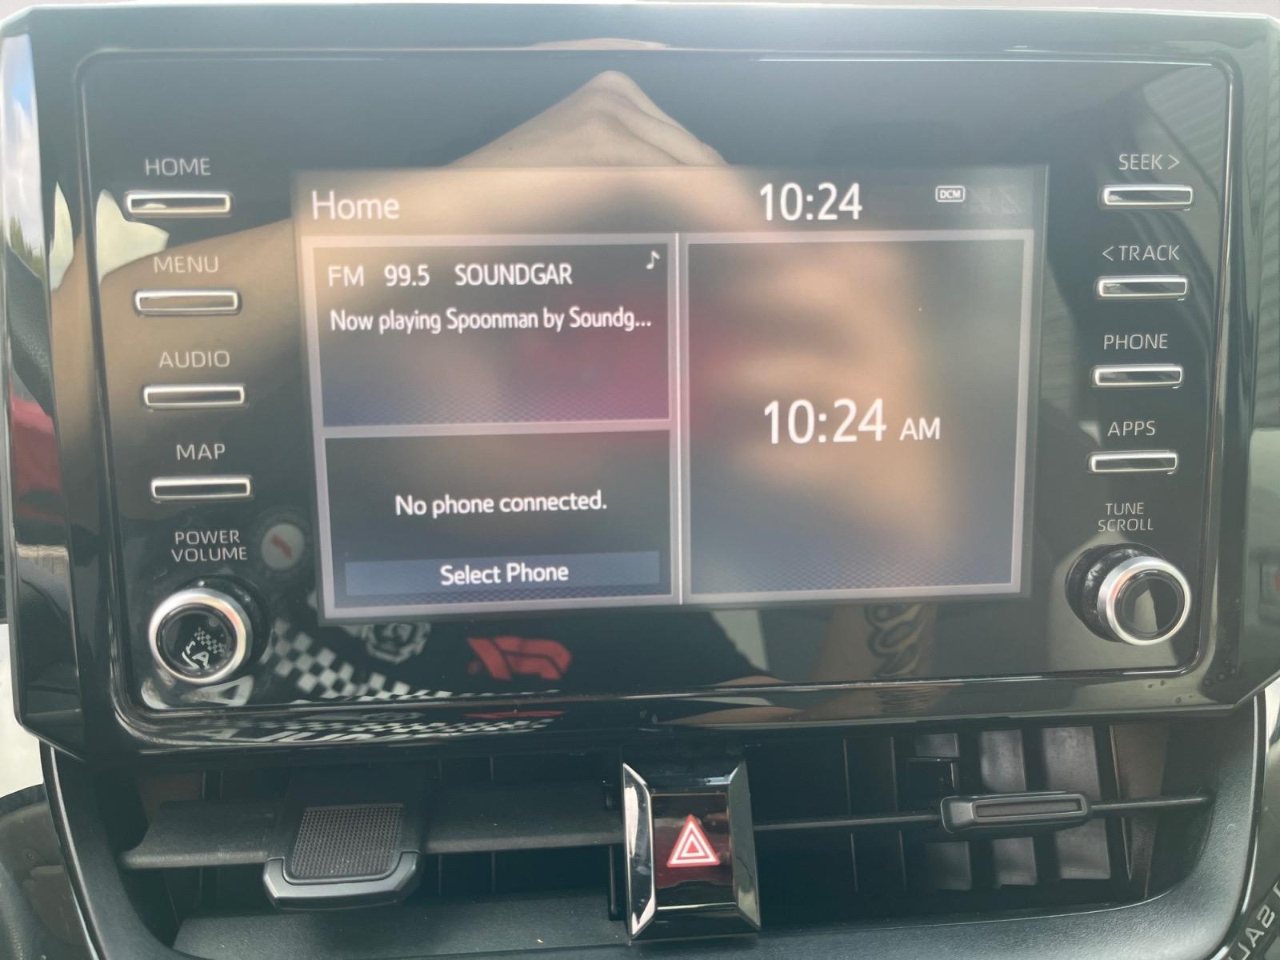 HOME
MENU
AUDIO
MAP
POWER
VOLUME
Home
10:24
DCM
FM 99.5 SOUNDGAR
Now playing Spoonman by Soundg...
No phone connected.
Select Phone
10:24 AM
SEEK >
< TRACK
PHONE
APPS
TUNE
SCROLL